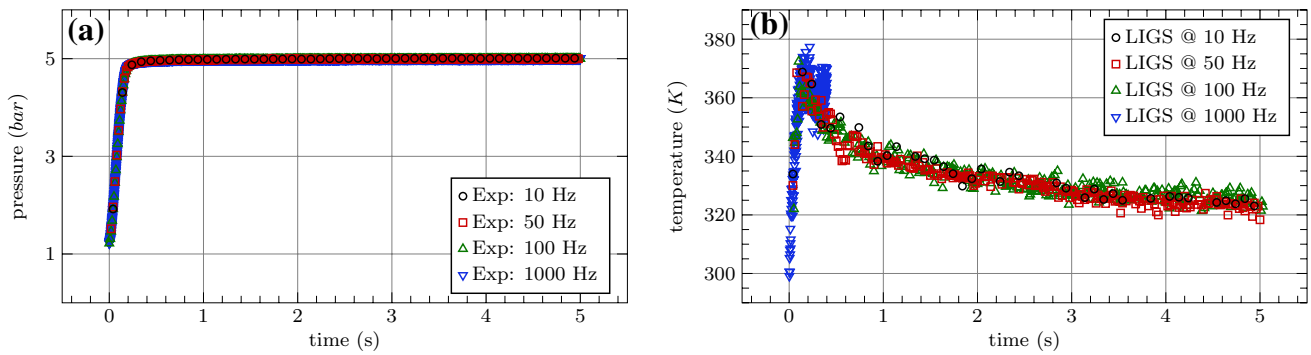 (a)
pressure (bar)
5
3
1
0 1 2 3 4 5
time (s)
Exp: 10 Hz
Exp: 50 Hz
Exp: 100 Hz
Exp: 1000 Hz
(b)
temperature (K)
380
360
340
320
300
0 1 2 3 4 5
time (s)
LIGS @ 10 Hz
LIGS @ 50 Hz
LIGS @ 100 Hz
LIGS @ 1000 Hz